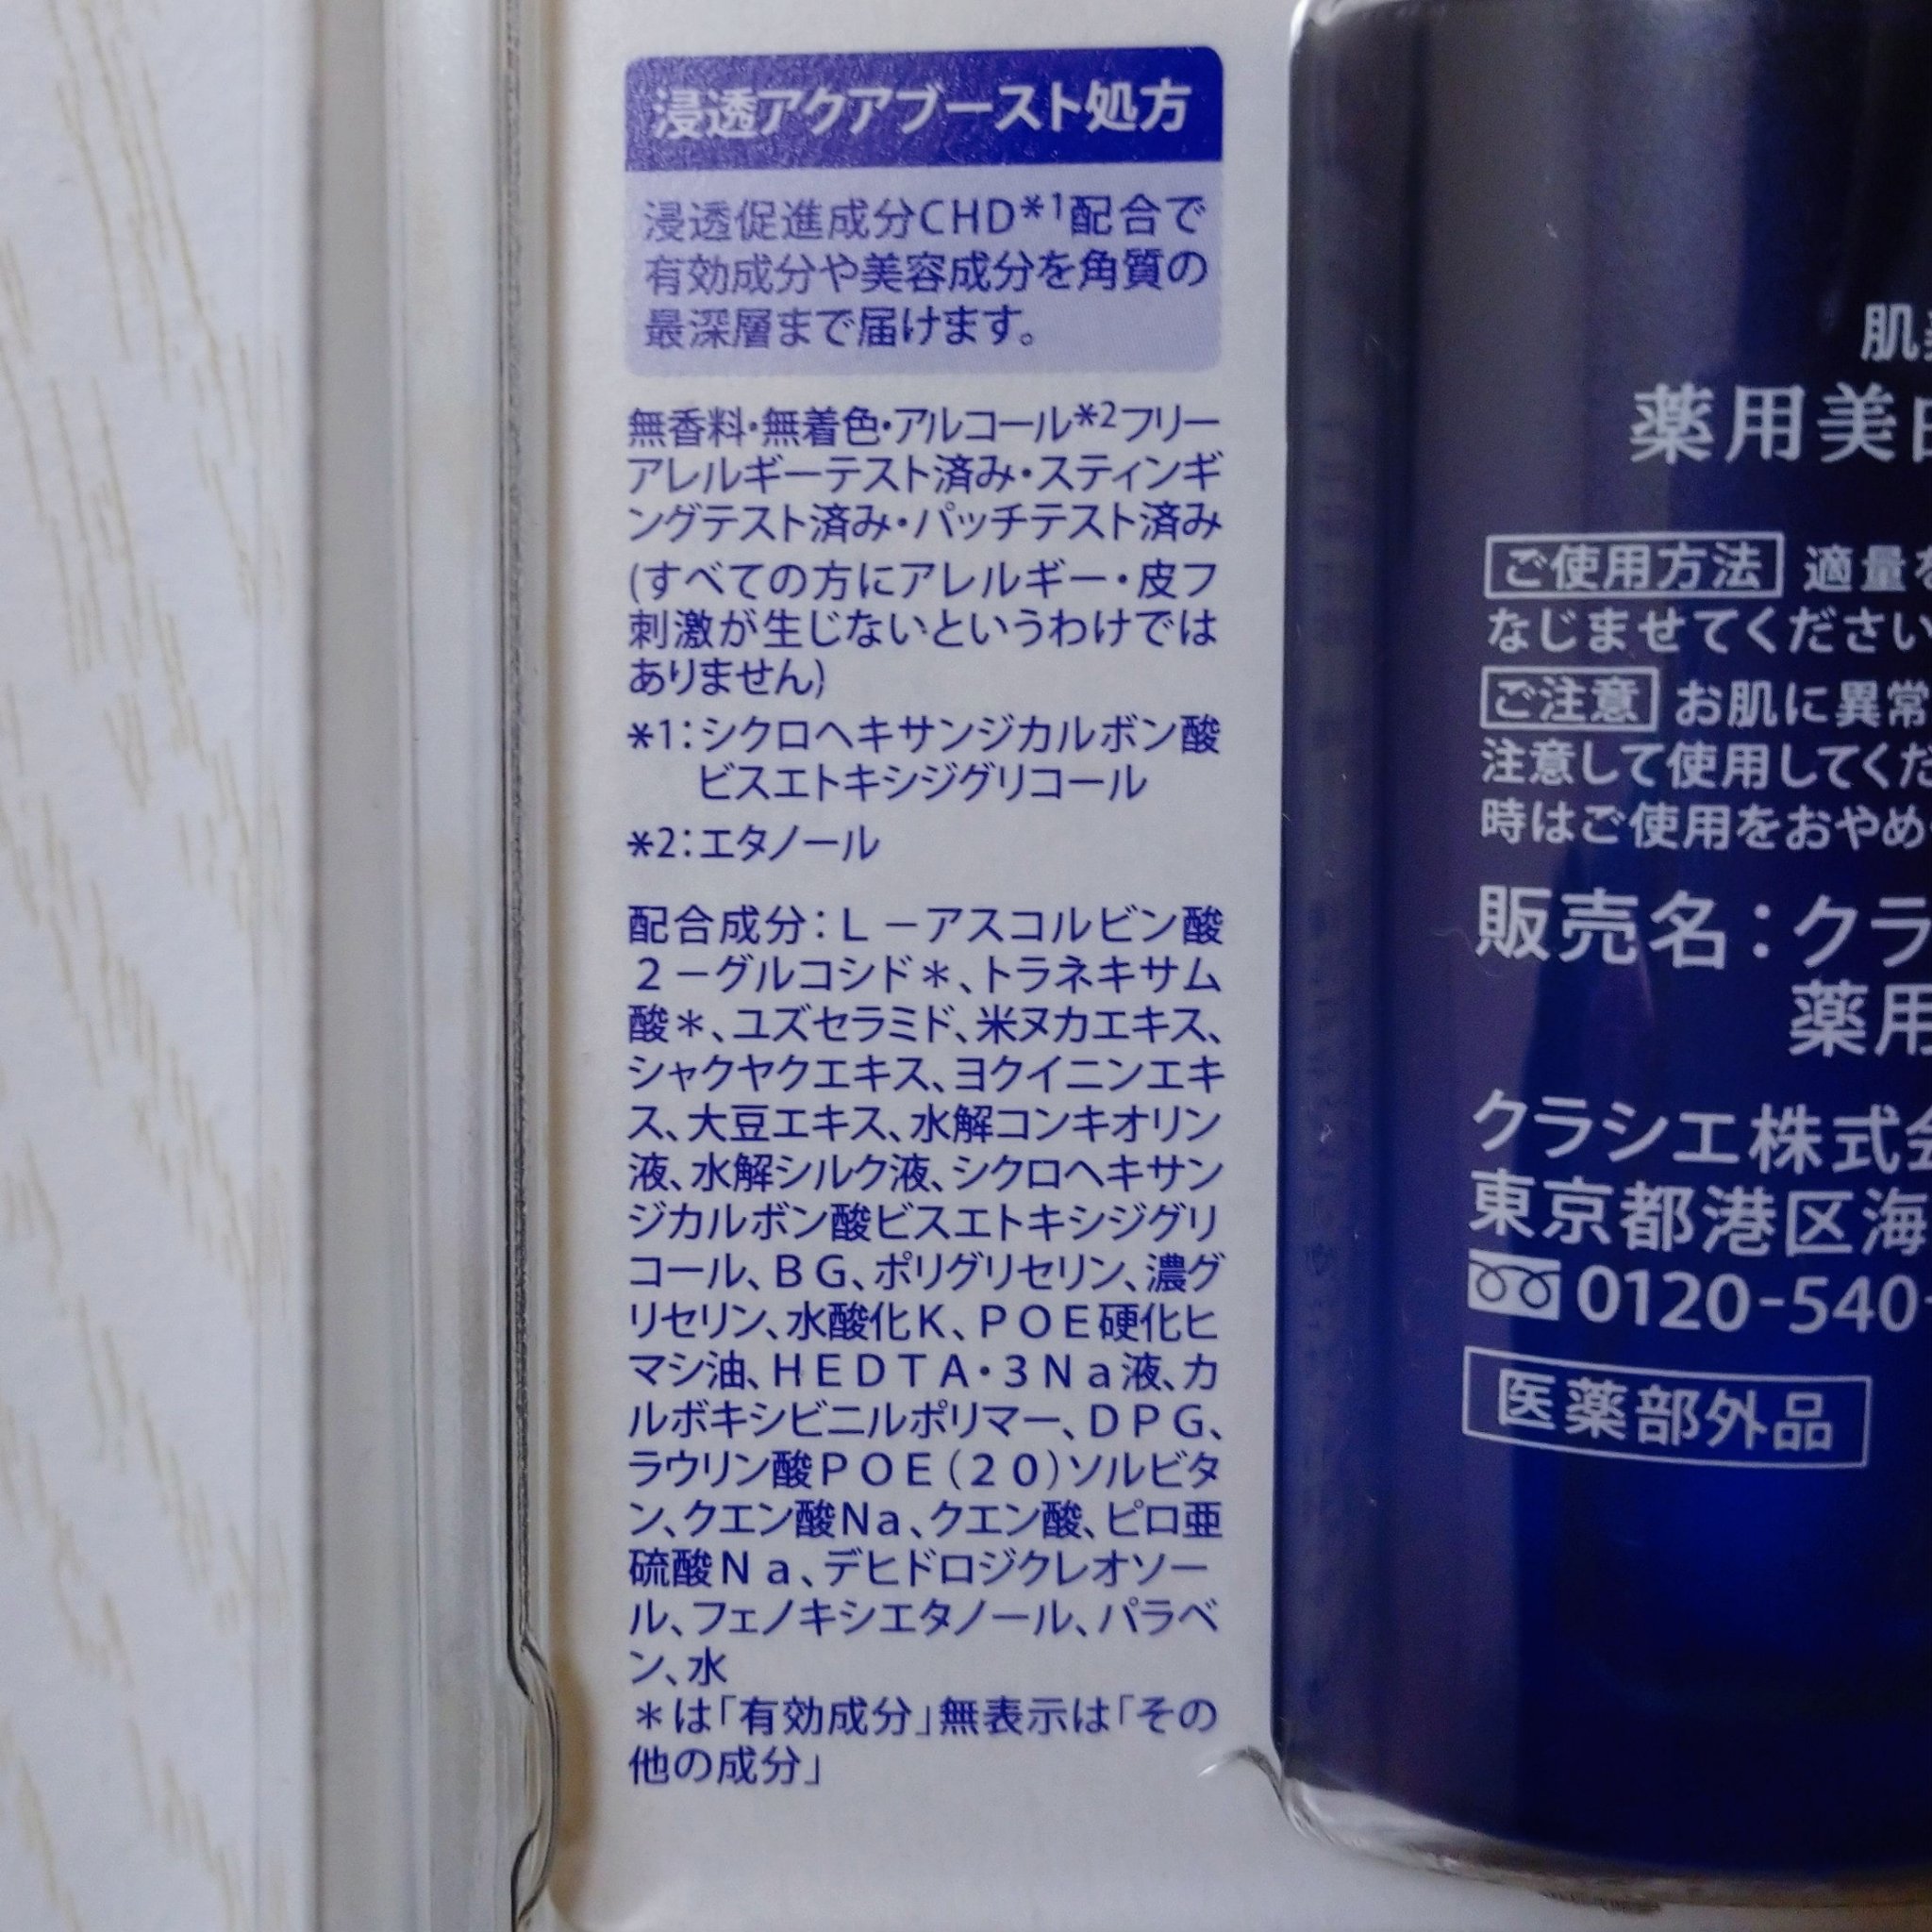 浸透アクアブースト処方
浸透促進成分CHD*1配合で
有効成分や美容成分を角質の
最深層まで届けます。
無香料・無着色・アルコール*2フリー
アレルギーテスト済み・スティンギ
ングテスト済み・パッチテスト済み
(すべての方にアレルギー・皮フ
刺激が生じないというわけでは
ありません)
*1:シクロヘキサンジカルボン酸
ビスエトキシジグリコール
*2:エタノール
配合成分:L－アスコルビン酸
2－グルコシド＊、トラネキサム
酸＊、ユズセラミド、米ヌカエキス、
シャクヤクエキス、ヨクイニンエキ
ス、大豆エキス、水解コンキオリン
液、水解シルク液、シクロヘキサン
ジカルボン酸ビスエトキシジグリ
コール、BG、ポリグリセリン、濃グ
リセリン、水酸化K、POE硬化ヒ
マシ油、HEDTA・3Na液、カ
ルボキシビニルポリマー、DPG、
ラウリン酸POE(20)ソルビタ
ン、クエン酸Na、クエン酸、ピロ亜
硫酸Na、デヒドロジクレオソー
ル、フェノキシエタノール、パラベ
ン、水
＊は「有効成分」無表示は「その
他の成分」
肌
薬用美
ご使用方法 適量
なじませてください
ご注意 お肌に異常
注意して使用してくだ
時はご使用をおやめ
販売名:クラ
薬用
クラシエ株式会
東京都港区海
0120-540-
医薬部外品